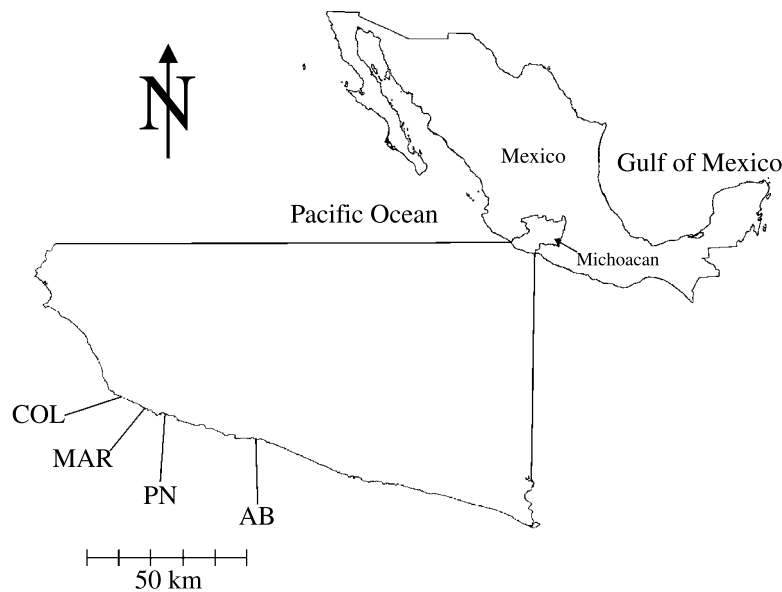 N
Mexico
Gulf of Mexico
Pacific Ocean
Michoacan
COL
MAR
PN
AB
50 km